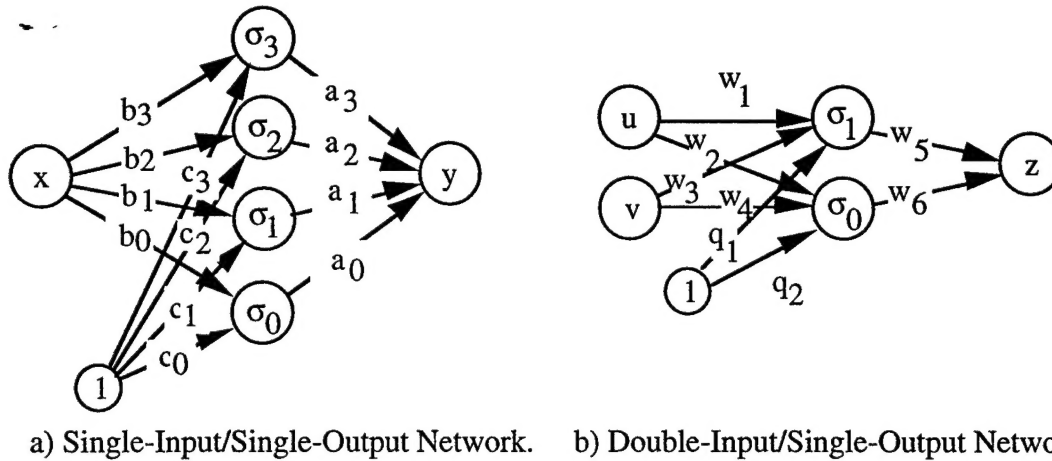 σ3
a3
b3
σ2
b2
a2
x
c3
y
b1
a1
σ1
c2
b0
a0
c1
σ0
c0
1
w1
u
σ1
w5
w2
z
w3
v
w4
σ0
w6
q1
1
q2
a) Single-Input/Single-Output Network.
b) Double-Input/Single-Output Netwo